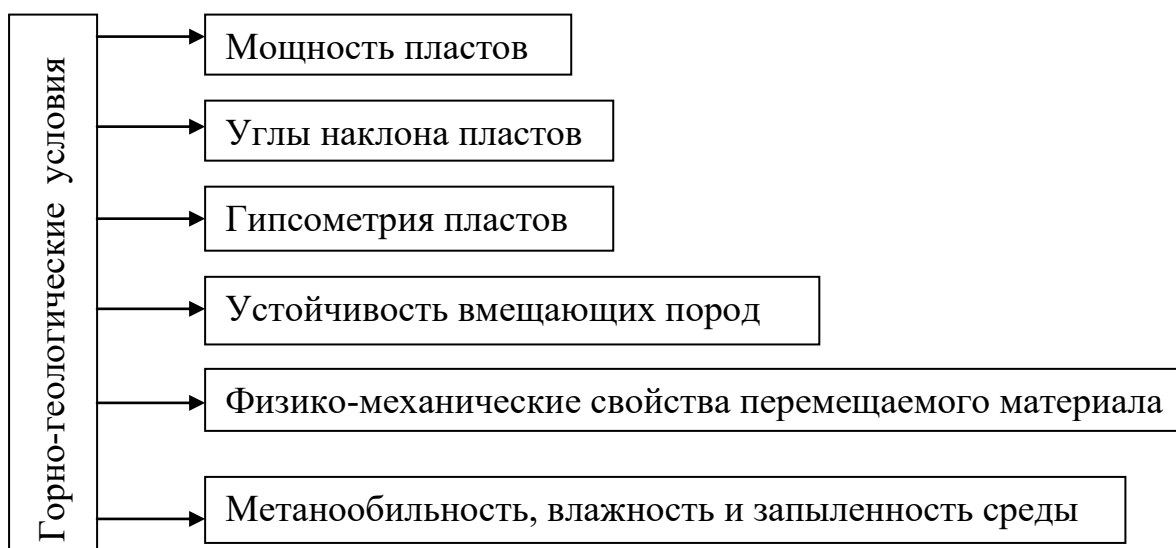 Горно-геологические условия
Мощность пластов
Углы наклона пластов
Гипсометрия пластов
Устойчивость вмещающих пород
Физико-механические свойства перемещаемого материала
Метанообильность, влажность и запыленность среды